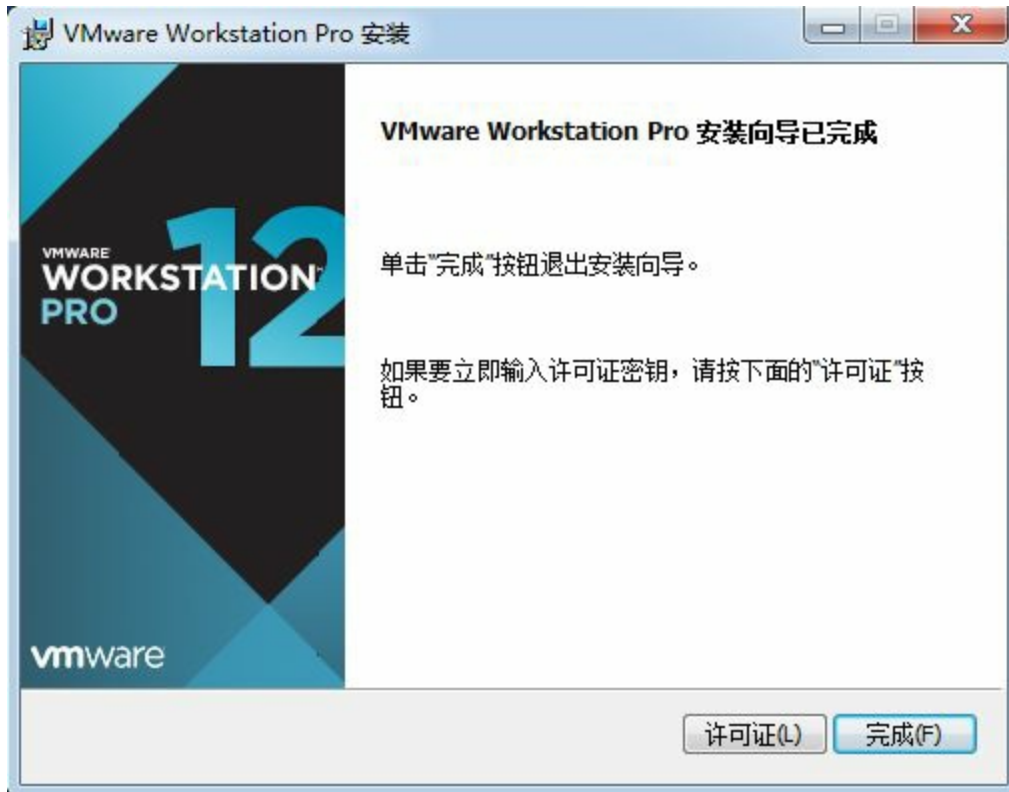 VMware Workstation Pro 安装
VMware Workstation Pro 安装向导已完成
单击"完成"按钮退出安装向导。
如果要立即输入许可证密钥，请按下面的"许可证"按
钮。
VMWARE
WORKSTATION™
PRO
12
vmware
许可证(L)
完成(F)